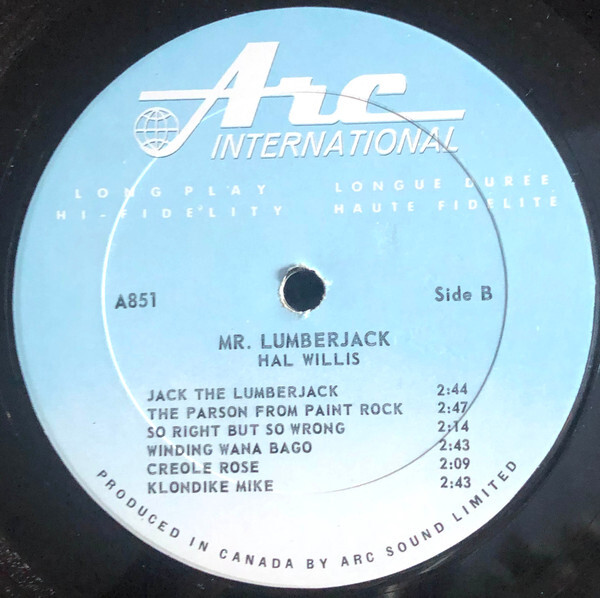 Arc
INTERNATIONAL
LONG PLAY LONGUE DUREE
HI-FIDELITY HAUTE FIDELITE
A851 Side B
MR. LUMBERJACK
HAL WILLIS
JACK THE LUMBERJACK 2:44
THE PARSON FROM PAINT ROCK 2:47
SO RIGHT BUT SO WRONG 2:14
WINDING WANA BAGO 2:43
CREOLE ROSE 2:09
KLONDIKE MIKE 2:43
PRODUCED IN CANADA BY ARC SOUND LIMITED